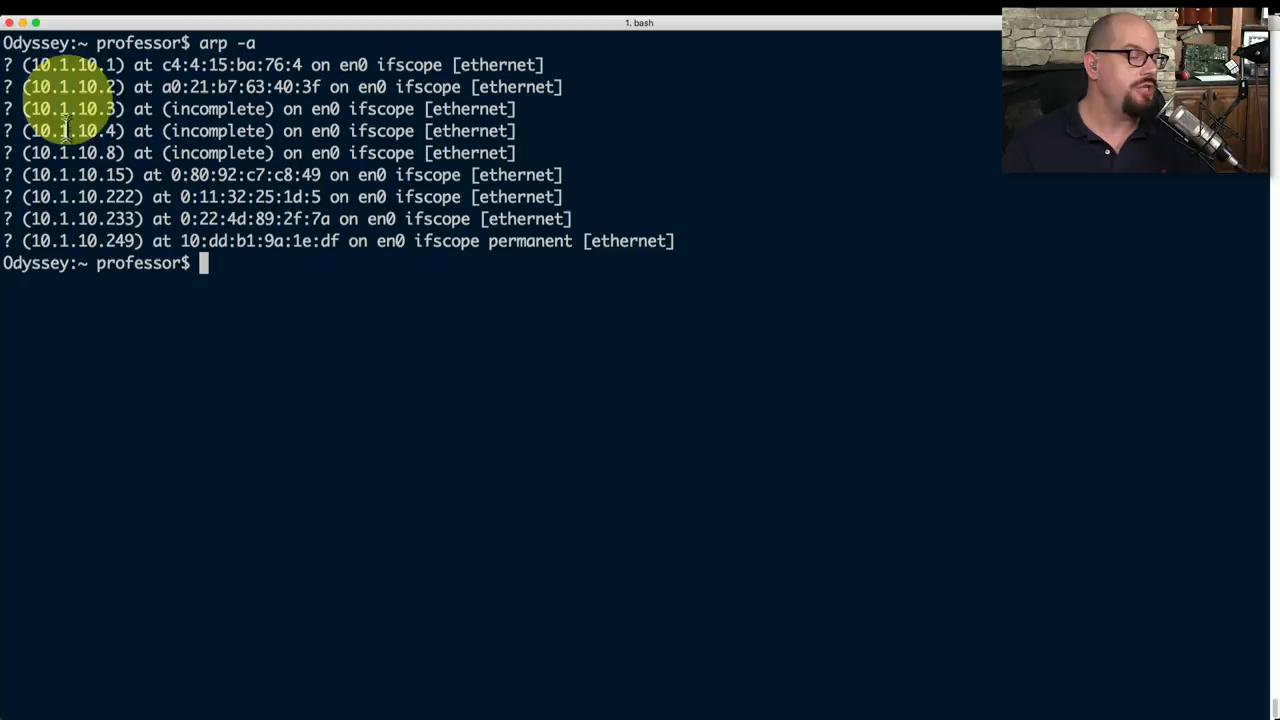 1. bash
Odyssey:~ professor$ arp -a
? (10.1.10.1) at c4:4:15:ba:76:4 on en0 ifscope [ethernet]
? (10.1.10.2) at a0:21:b7:63:40:3f on en0 ifscope [ethernet]
? (10.1.10.3) at (incomplete) on en0 ifscope [ethernet]
? (10.1.10.4) at (incomplete) on en0 ifscope [ethernet]
? (10.1.10.8) at (incomplete) on en0 ifscope [ethernet]
? (10.1.10.15) at 0:80:92:c7:c8:49 on en0 ifscope [ethernet]
? (10.1.10.222) at 0:11:32:25:1d:5 on en0 ifscope [ethernet]
? (10.1.10.233) at 0:22:4d:89:2f:7a on en0 ifscope [ethernet]
? (10.1.10.249) at 10:dd:b1:9a:1e:df on en0 ifscope permanent [ethernet]
Odyssey:~ professor$